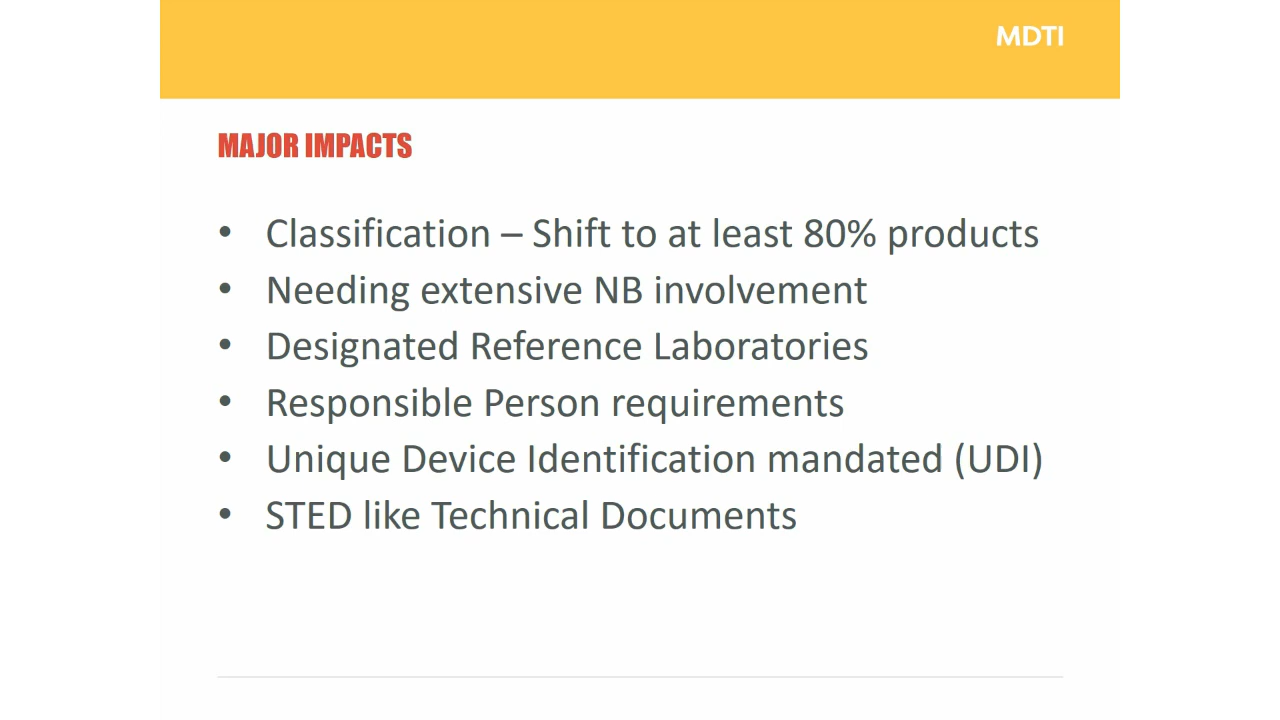 MDTI
MAJOR IMPACTS
• Classification – Shift to at least 80% products
• Needing extensive NB involvement
• Designated Reference Laboratories
• Responsible Person requirements
• Unique Device Identification mandated (UDI)
• STED like Technical Documents